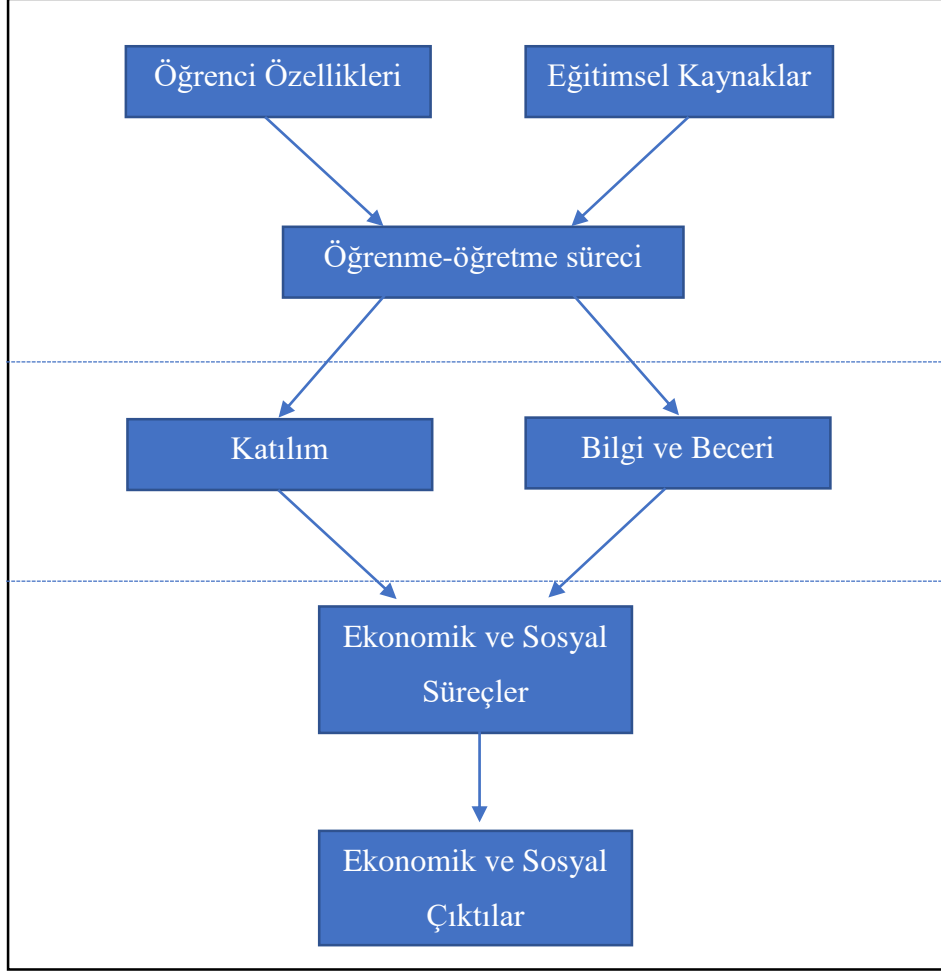 Öğrenci Özellikleri
Eğitimsel Kaynaklar
Öğrenme-öğretme süreci
Katılım
Bilgi ve Beceri
Ekonomik ve Sosyal
Süreçler
Ekonomik ve Sosyal
Çıktılar